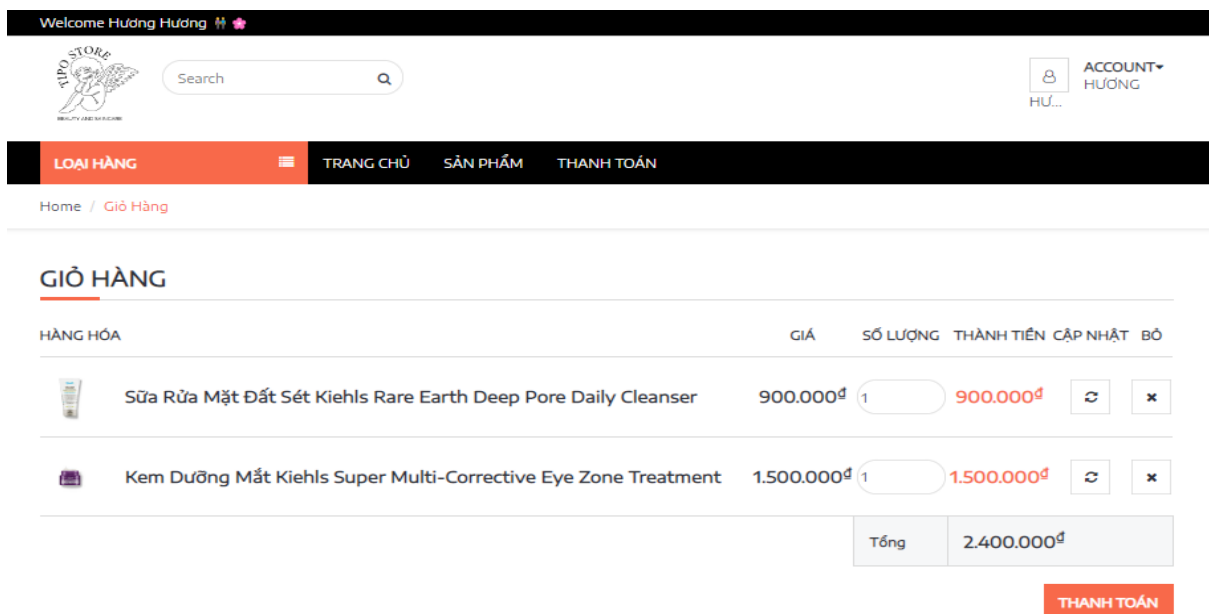 Welcome Hương Hương 👬 🌸
TIPO STORE
BEAUTY AND SKINCARE
Search
ACCOUNT
HƯƠNG
HƯ...
LOẠI HÀNG TRANG CHỦ SẢN PHẨM THANH TOÁN
Home / Giỏ Hàng
GIỎ HÀNG
HÀNG HÓA GIÁ SỐ LƯỢNG THÀNH TIỀN CẬP NHẬT BỎ
Sữa Rửa Mặt Đất Sét Kiehls Rare Earth Deep Pore Daily Cleanser 900.000₫ 1 900.000₫
Kem Dưỡng Mắt Kiehls Super Multi-Corrective Eye Zone Treatment 1.500.000₫ 1 1.500.000₫
Tổng 2.400.000₫
THANH TOÁN